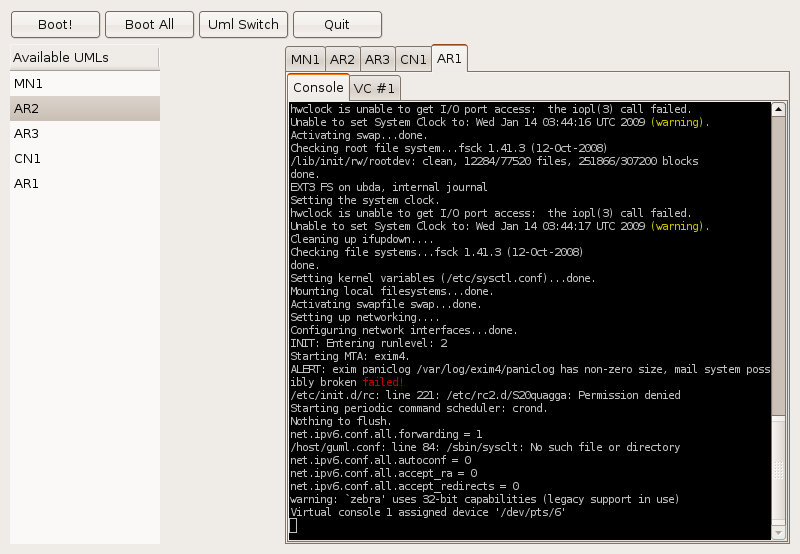 Boot! Boot All Uml Switch Quit
Available UMLs
MN1
AR2
AR3
CN1
AR1
MN1 AR2 AR3 CN1 AR1
Console VC #1
hwclock is unable to get I/O port access:  the iopl(3) call failed.
Unable to set System Clock to: Wed Jan 14 03:44:16 UTC 2009 (warning).
Activating swap...done.
Checking root file system...fsck 1.41.3 (12-Oct-2008)
/lib/init/rw/rootdev: clean, 12284/77520 files, 251866/307200 blocks
done.
EXT3 FS on ubda, internal journal
Setting the system clock.
hwclock is unable to get I/O port access:  the iopl(3) call failed.
Unable to set System Clock to: Wed Jan 14 03:44:17 UTC 2009 (warning).
Cleaning up ifupdown....
Checking file systems...fsck 1.41.3 (12-Oct-2008)
done.
Setting kernel variables (/etc/sysctl.conf)...done.
Mounting local filesystems...done.
Activating swapfile swap...done.
Setting up networking....
Configuring network interfaces...done.
INIT: Entering runlevel: 2
Starting MTA: exim4.
ALERT: exim paniclog /var/log/exim4/paniclog has non-zero size, mail system poss
ibly broken failed!
/etc/init.d/rc: line 221: /etc/rc2.d/S20quagga: Permission denied
Starting periodic command scheduler: crond.
Nothing to flush.
net.ipv6.conf.all.forwarding = 1
/host/guml.conf: line 84: /sbin/sysclt: No such file or directory
net.ipv6.conf.all.autoconf = 0
net.ipv6.conf.all.accept_ra = 0
net.ipv6.conf.all.accept_redirects = 0
warning: `zebra' uses 32-bit capabilities (legacy support in use)
Virtual console 1 assigned device '/dev/pts/6'